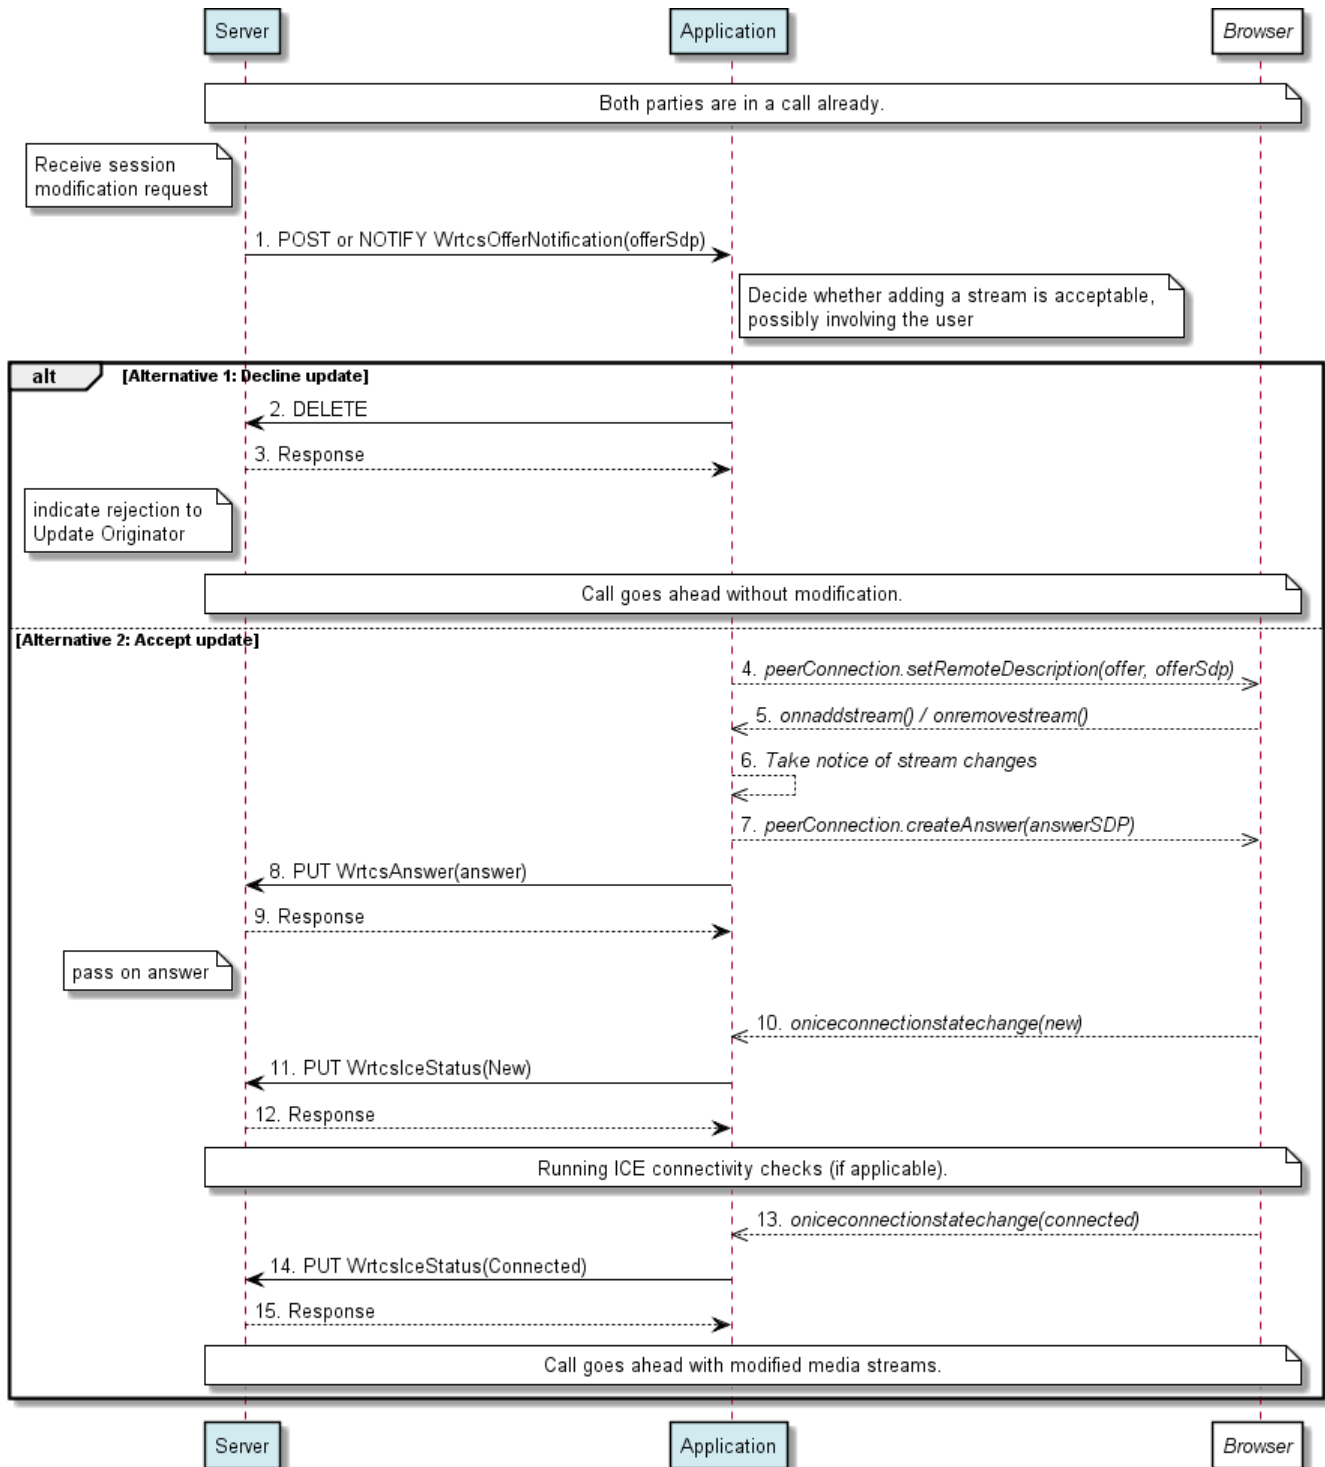 Server
Application
Browser
Both parties are in a call already.
Receive session
modification request
1. POST or NOTIFY WrtcsOfferNotification(offerSdp)
Decide whether adding a stream is acceptable,
possibly involving the user
alt
[Alternative 1: Decline update]
2. DELETE
3. Response
indicate rejection to
Update Originator
Call goes ahead without modification.
[Alternative 2: Accept update]
4. peerConnection.setRemoteDescription(offer, offerSdp)
5. onnaddstream() / onremovestream()
6. Take notice of stream changes
7. peerConnection.createAnswer(answerSDP)
8. PUT WrtcsAnswer(answer)
9. Response
pass on answer
10. oniceconnectionstatechange(new)
11. PUT WrtcsIceStatus(New)
12. Response
Running ICE connectivity checks (if applicable).
13. oniceconnectionstatechange(connected)
14. PUT WrtcsIceStatus(Connected)
15. Response
Call goes ahead with modified media streams.
Server
Application
Browser